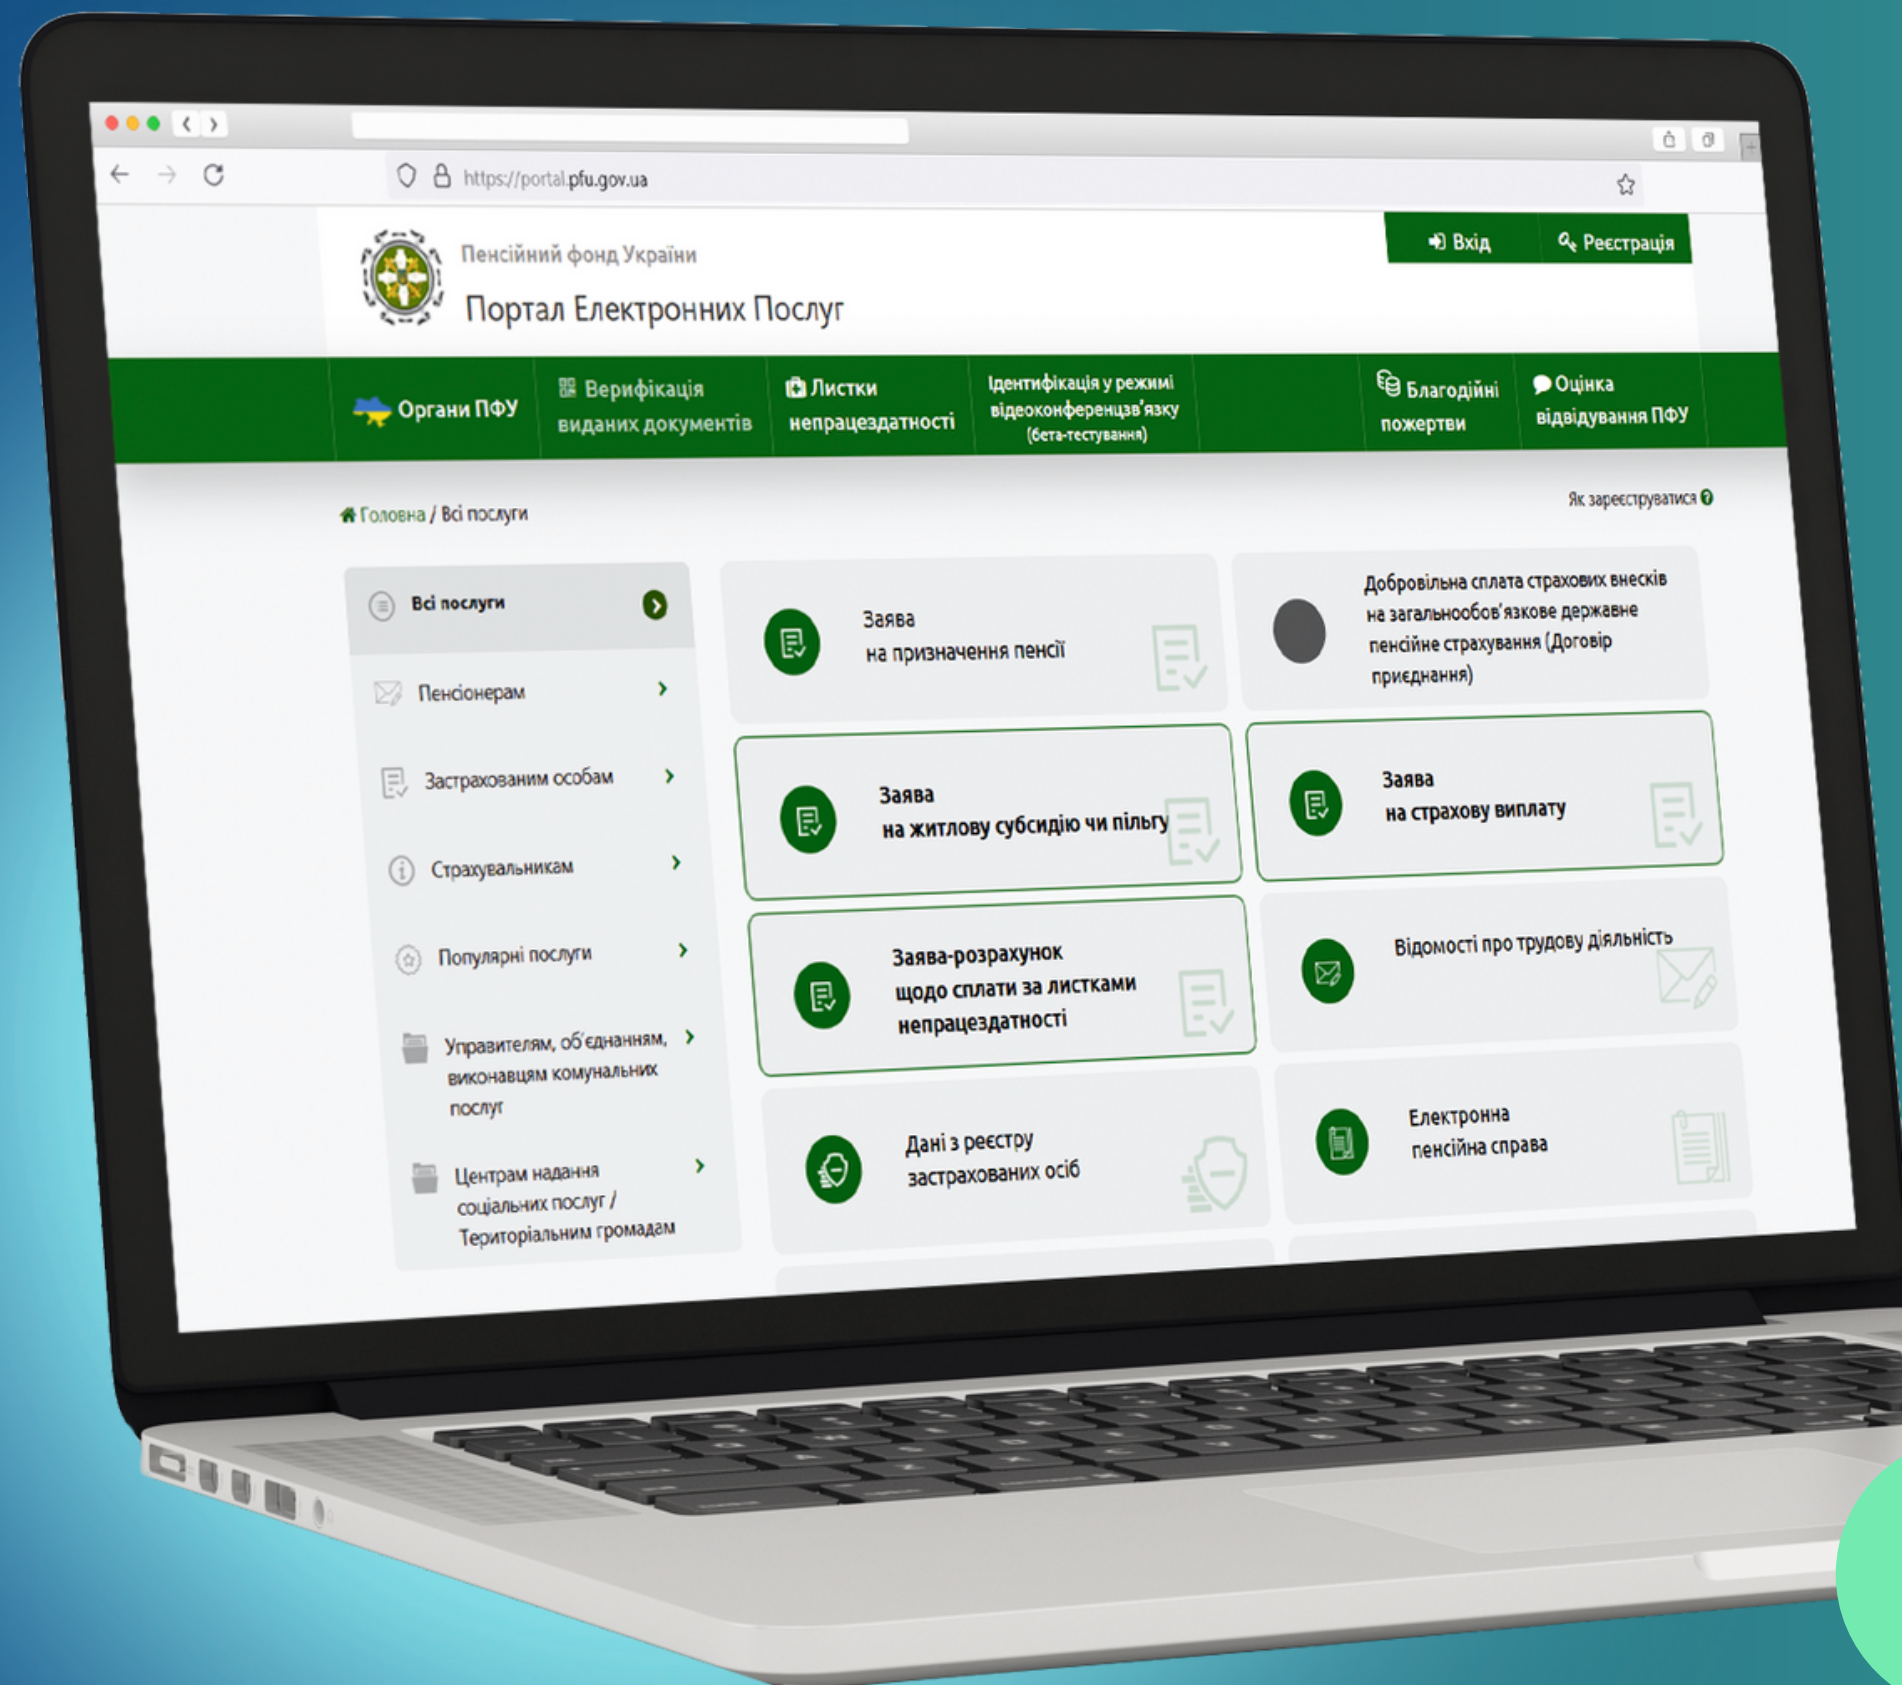 https://portal.pfu.gov.ua
Вхід
Реєстрація
Пенсійний фонд України
Портал Електронних Послуг
Органи ПФУ
Верифікація
виданих документів
Листки
непрацездатності
Ідентифікація у режимі
відеоконференцзв'язку
(бета-тестування)
Благодійні
пожертви
Оцінка
відвідування ПФУ
Головна / Всі послуги
Як зареєструватися
Всі послуги
Пенсіонерам
Застрахованим особам
Страхувальникам
Популярні послуги
Управителям, об'єднанням,
виконавцям комунальних
послуг
Центрам надання
соціальних послуг /
Територіальним громадам
Заява
на призначення пенсії
Добровільна сплата страхових внесків
на загальнообов'язкове державне
пенсійне страхування (Договір
приєднання)
Заява
на житлову субсидію чи пільгу
Заява
на страхову виплату
Заява-розрахунок
щодо сплати за листками
непрацездатності
Відомості про трудову діяльність
Дані з реєстру
застрахованих осіб
Електронна
пенсійна справа